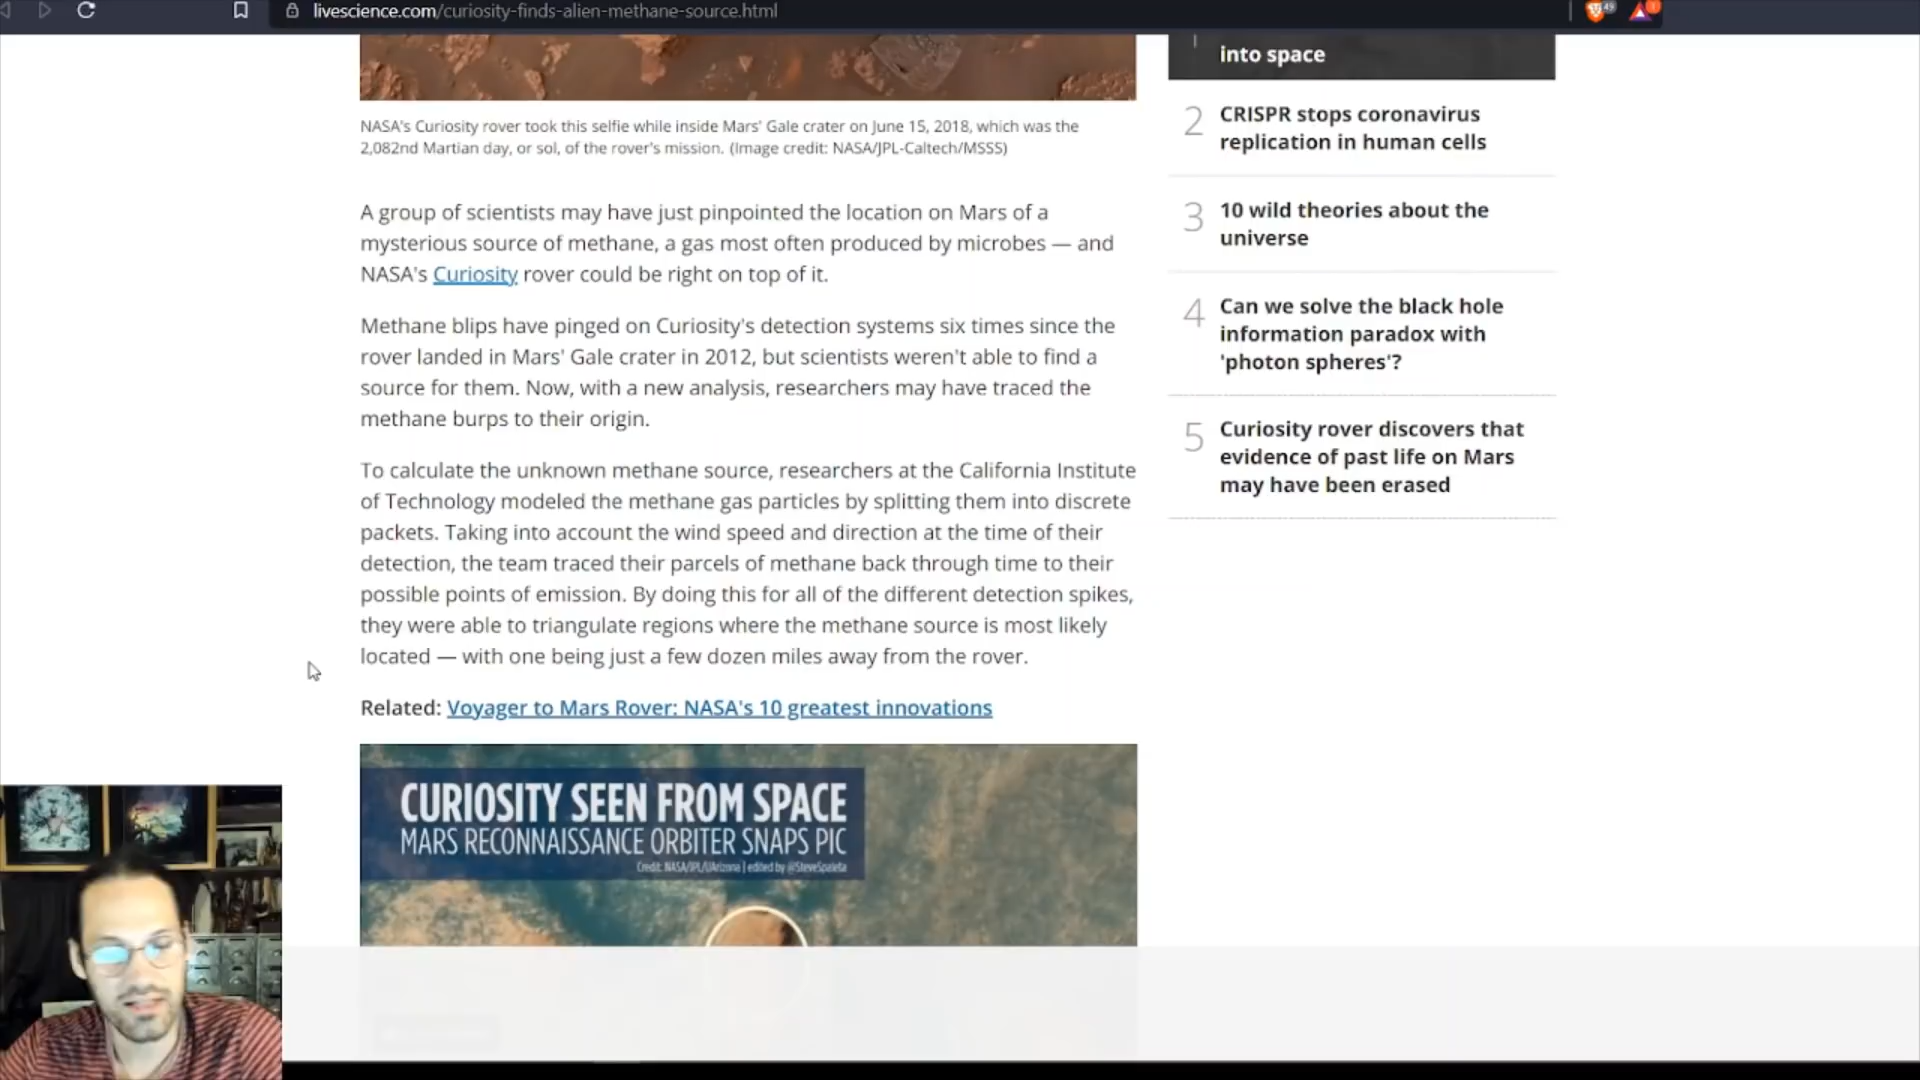 livescience.com/curiosity-finds-alien-methane-source.html
into space
NASA's Curiosity rover took this selfie while inside Mars' Gale crater on June 15, 2018, which was the
2,082nd Martian day, or sol, of the rover's mission. (Image credit: NASA/JPL-Caltech/MSSS)
A group of scientists may have just pinpointed the location on Mars of a
mysterious source of methane, a gas most often produced by microbes — and
NASA's Curiosity rover could be right on top of it.
Methane blips have pinged on Curiosity's detection systems six times since the
rover landed in Mars' Gale crater in 2012, but scientists weren't able to find a
source for them. Now, with a new analysis, researchers may have traced the
methane burps to their origin.
To calculate the unknown methane source, researchers at the California Institute
of Technology modeled the methane gas particles by splitting them into discrete
packets. Taking into account the wind speed and direction at the time of their
detection, the team traced their parcels of methane back through time to their
possible points of emission. By doing this for all of the different detection spikes,
they were able to triangulate regions where the methane source is most likely
located — with one being just a few dozen miles away from the rover.
Related: Voyager to Mars Rover: NASA's 10 greatest innovations
CURIOSITY SEEN FROM SPACE
MARS RECONNAISSANCE ORBITER SNAPS PIC
Credit: NASA/JPL/UArizona | edited by @SteveSpaleta
2 CRISPR stops coronavirus
replication in human cells
3 10 wild theories about the
universe
4 Can we solve the black hole
information paradox with
'photon spheres'?
5 Curiosity rover discovers that
evidence of past life on Mars
may have been erased